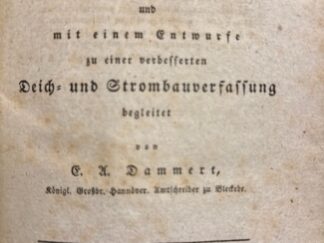 und
mit einem Entwurfe
zu einer verbesserten
Deich- und Strombauverfassung
begleitet
von
E. A. Dammert,
Königl. Großbr. Hannöver. Amtschreiber zu Bleckede.